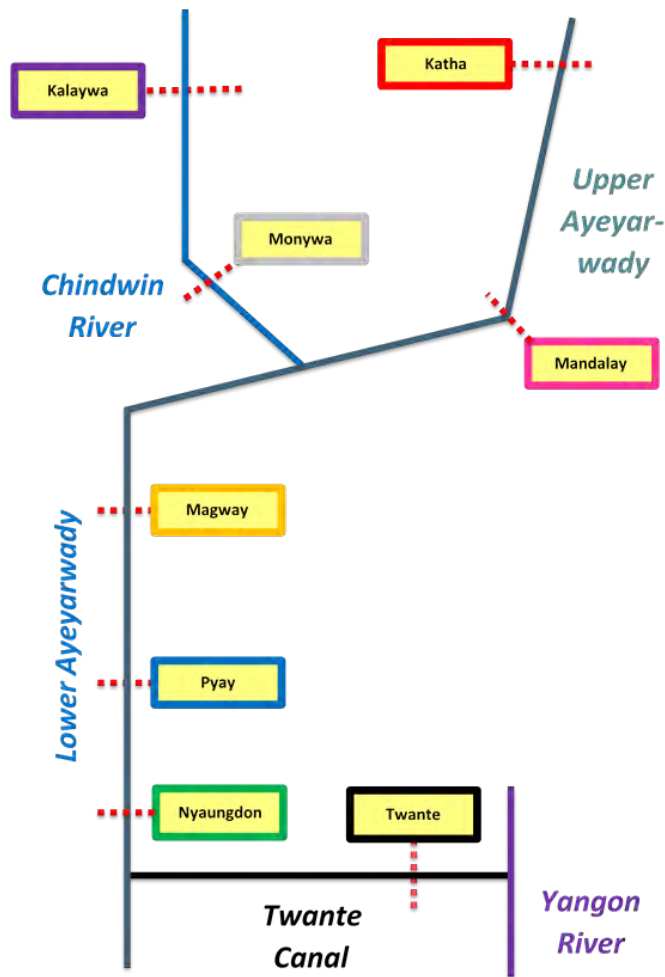 Kalaywa
Katha
Upper
Ayeyar-
wady
Monywa
Chindwin
River
Mandalay
Magway
Lower Ayeyarwady
Pyay
Nyaungdon
Twante
Twante
Canal
Yangon
River